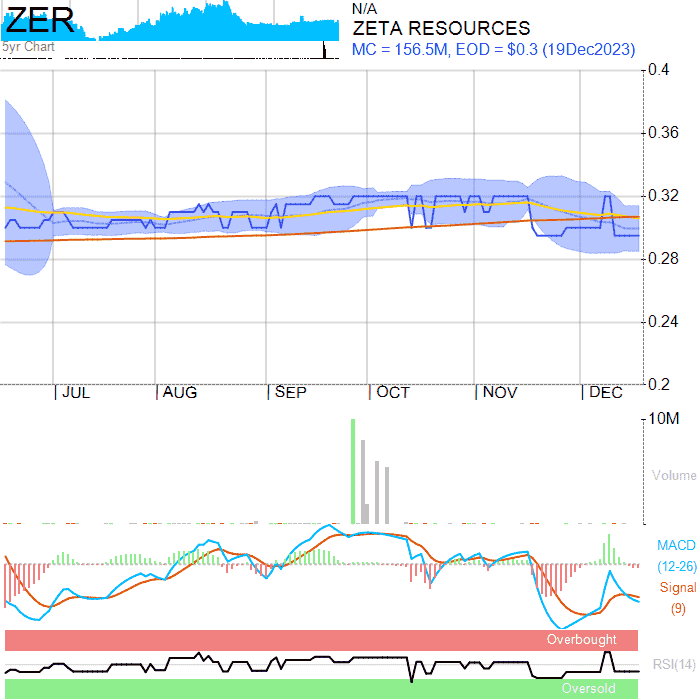 ZER
5yr Chart
N/A
ZETA RESOURCES
MC = 156.5M, EOD = $0.3 (19Dec2023)
0.4
0.36
0.32
0.28
0.24
0.2
JUL
AUG
SEP
OCT
NOV
DEC
10M
Volume
MACD
(12-26)
Signal
(9)
Overbought
RSI(14)
Oversold